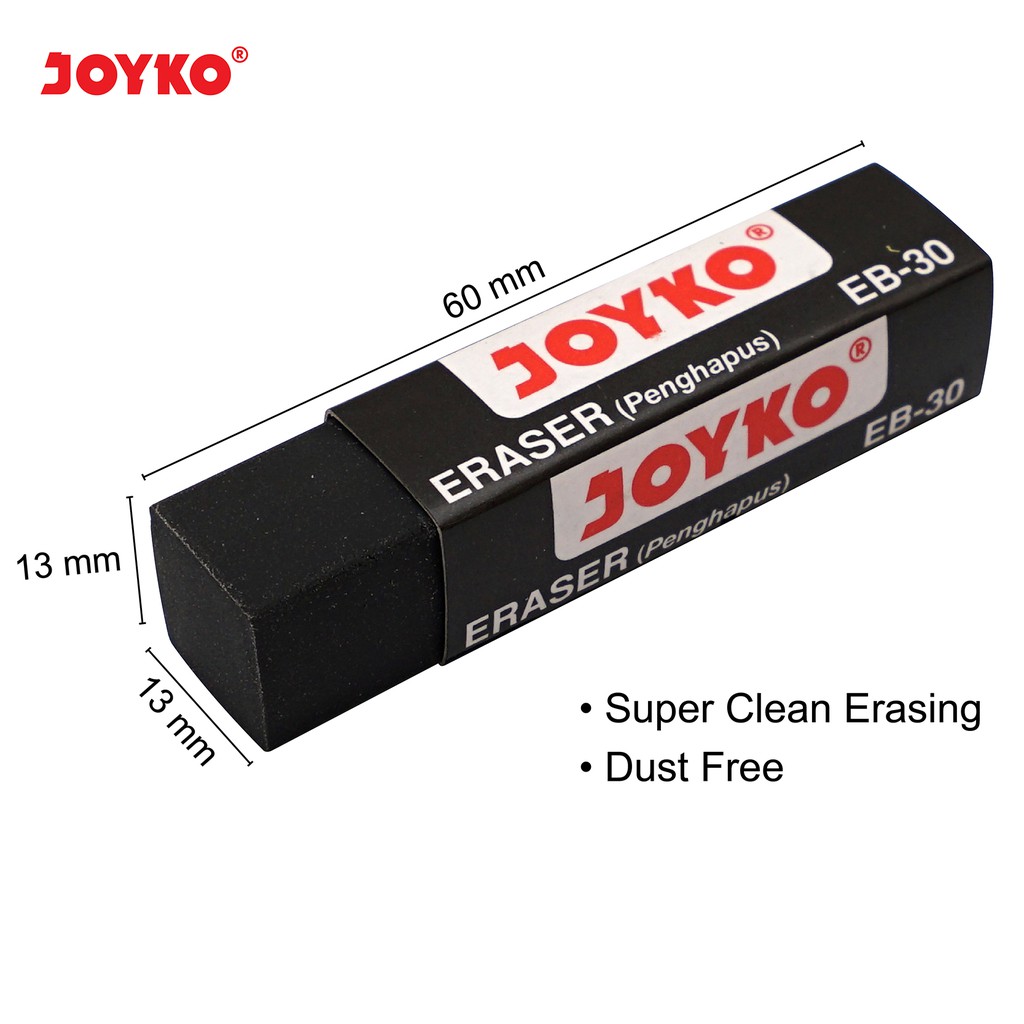 JOYKO®
60 mm
JOYKO®
ERASER (Penghapus) EB-30
JOYKO®
ERASER (Penghapus) EB-30
13 mm
13 mm
• Super Clean Erasing
• Dust Free